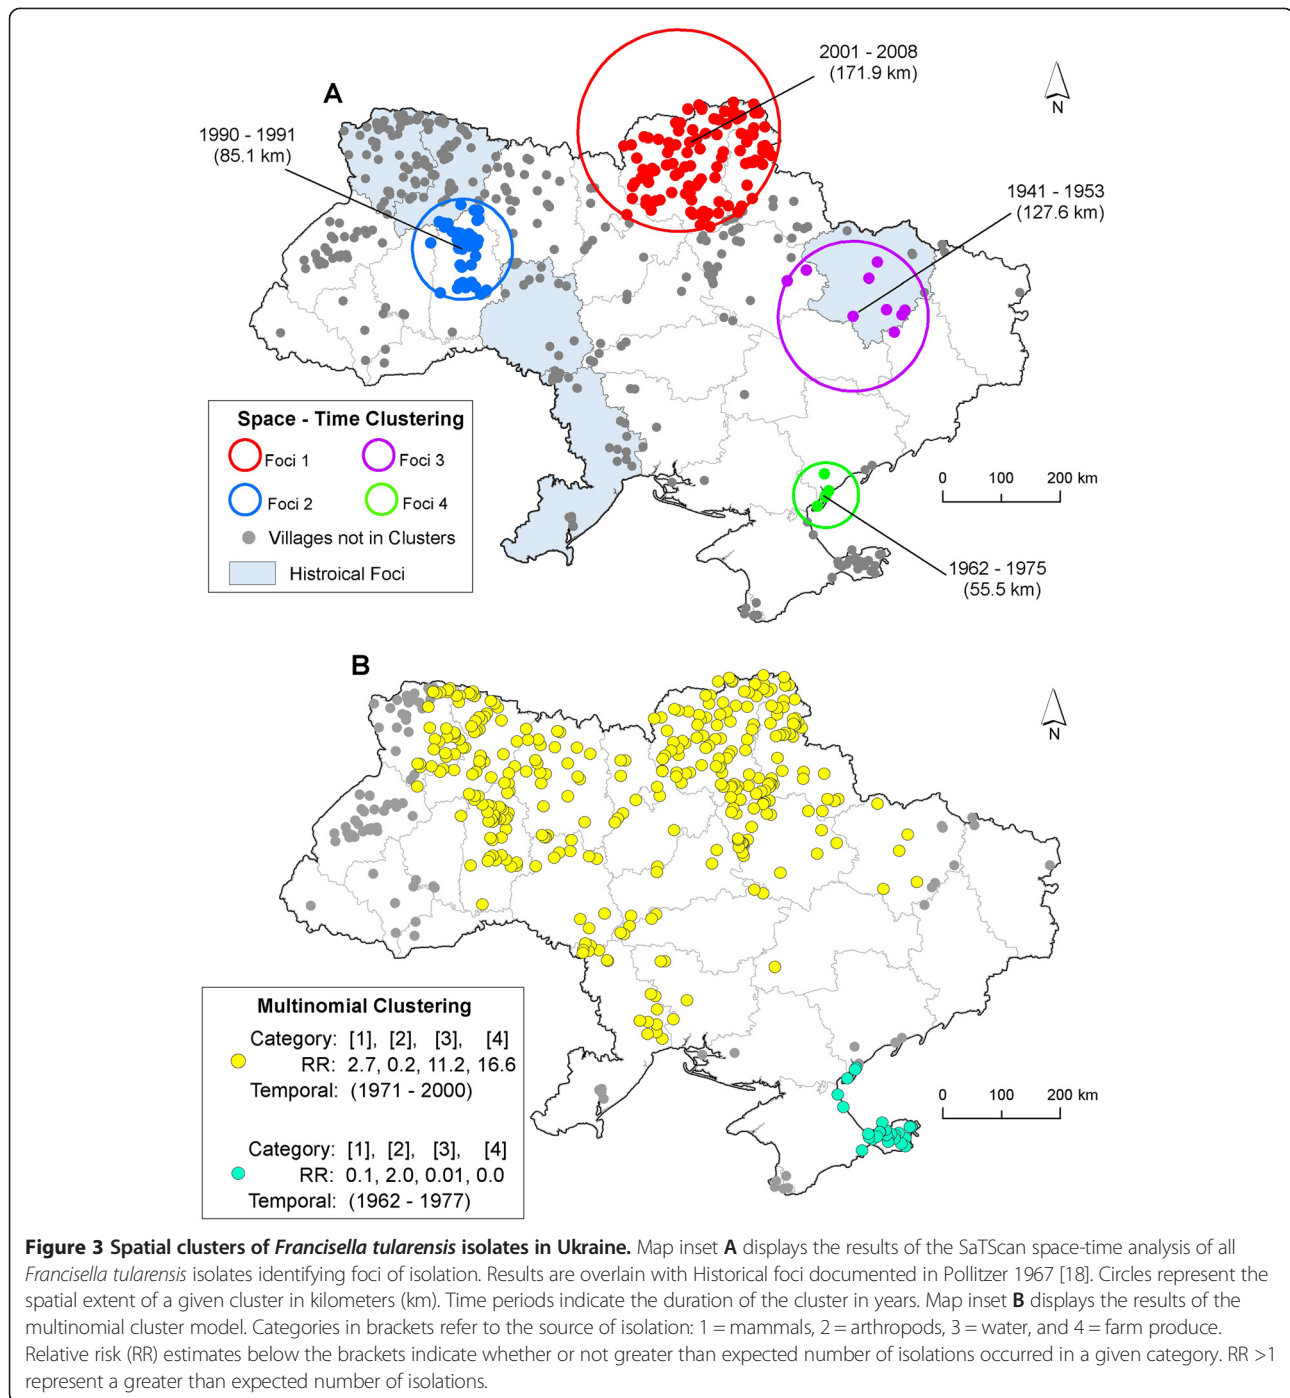 A
2001 - 2008
(171.9 km)
N
1990 - 1991
(85.1 km)
1941 - 1953
(127.6 km)
Space - Time Clustering
Foci 1
Foci 3
Foci 2
Foci 4
Villages not in Clusters
Histroical Foci
0 100 200 km
1962 - 1975
(55.5 km)
B
N
Multinomial Clustering
Category: [1], [2], [3], [4]
RR: 2.7, 0.2, 11.2, 16.6
Temporal: (1971 - 2000)
Category: [1], [2], [3], [4]
RR: 0.1, 2.0, 0.01, 0.0
Temporal: (1962 - 1977)
0 100 200 km
Figure 3 Spatial clusters of Francisella tularensis isolates in Ukraine. Map inset A displays the results of the SaTScan space-time analysis of all
Francisella tularensis isolates identifying foci of isolation. Results are overlain with Historical foci documented in Pollitzer 1967 [18]. Circles represent the
spatial extent of a given cluster in kilometers (km). Time periods indicate the duration of the cluster in years. Map inset B displays the results of the
multinomial cluster model. Categories in brackets refer to the source of isolation: 1 = mammals, 2 = arthropods, 3 = water, and 4 = farm produce.
Relative risk (RR) estimates below the brackets indicate whether or not greater than expected number of isolations occurred in a given category. RR >1
represent a greater than expected number of isolations.